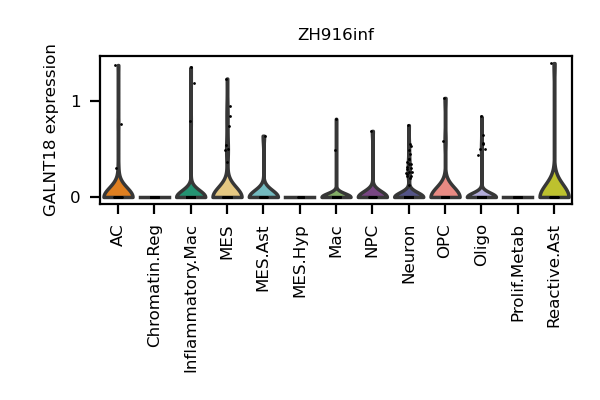 ZH916inf
GALNT18 expression
1
0
AC
Chromatin.Reg
Inflammatory.Mac
MES
MES.Ast
MES.Hyp
Mac
NPC
Neuron
OPC
Oligo
Prolif.Metab
Reactive.Ast